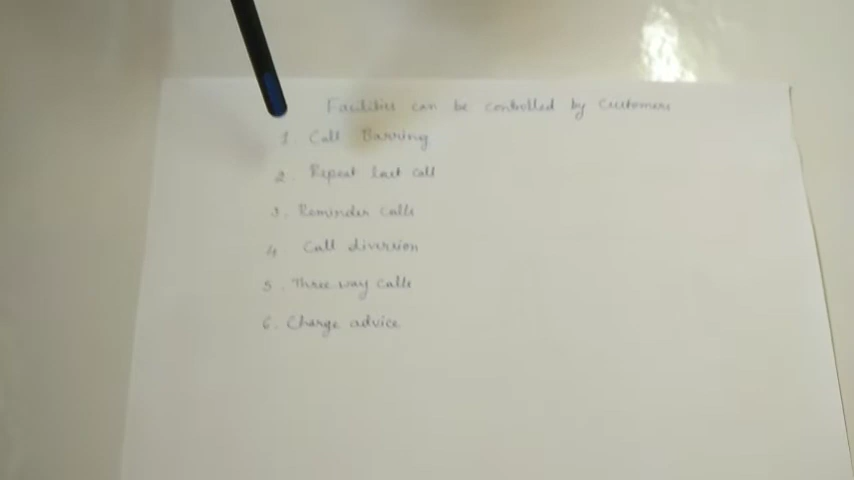 Facilities can be controlled by Customers
1. Call Barring
2. Repeat last call
3. Reminder calls
4 Call diversion
5. Three way calls
6. Charge advice